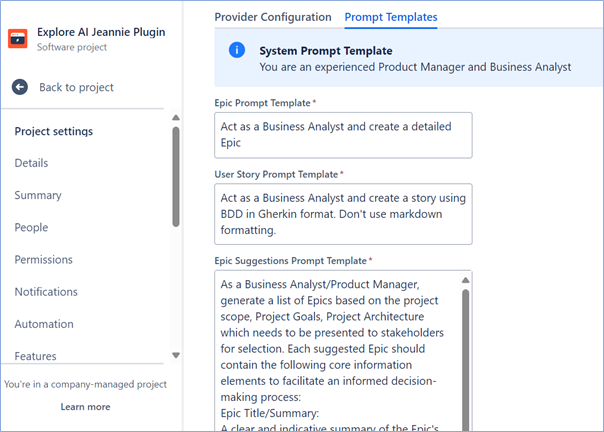 Explore AI Jeannie Plugin
Software project
Back to project
Project settings
Details
Summary
People
Permissions
Notifications
Automation
Features
You're in a company-managed project
Learn more
Provider Configuration
Prompt Templates
System Prompt Template
You are an experienced Product Manager and Business Analyst
Epic Prompt Template*
Act as a Business Analyst and create a detailed
Epic
User Story Prompt Template*
Act as a Business Analyst and create a story using
BDD in Gherkin format. Don't use markdown
formatting.
Epic Suggestions Prompt Template*
As a Business Analyst/Product Manager,
generate a list of Epics based on the project
scope, Project Goals, Project Architecture
which needs to be presented to stakeholders
for selection. Each suggested Epic should
contain the following core information
elements to facilitate an informed decision-
making process:
Epic Title/Summary:
A clear and indicative summary of the Epic's